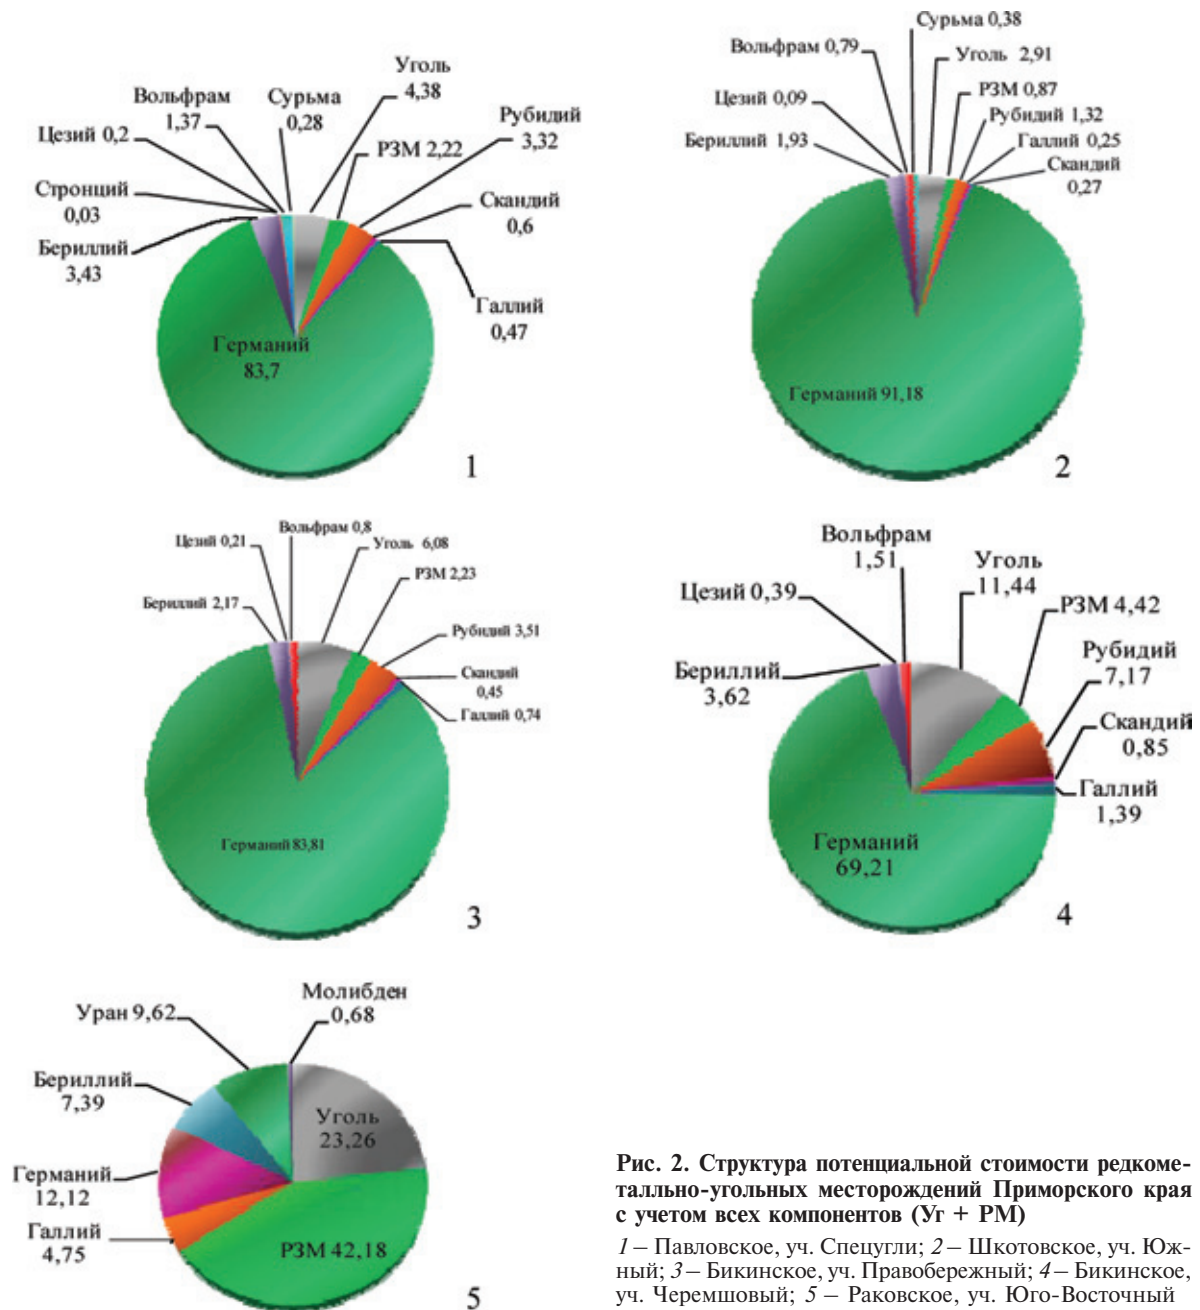 Уголь
4,38
Вольфрам
1,37
Сурьма
0,28
Рубидий
3,32
Цезий 0,2
РЗМ 2,22
Стронций
0,03
Скандий
0,6
Бериллий
3,43
Галлий
0,47
Германий
83,7
1
Сурьма 0,38
Вольфрам 0,79
Уголь 2,91
Цезий 0,09
РЗМ 0,87
Рубидий 1,32
Бериллий 1,93
Галлий 0,25
Скандий
0,27
Германий 91,18
2
Вольфрам 0,8
Цезий 0,21
Уголь 6,08
РЗМ 2,23
Бериллий 2,17
Рубидий 3,51
Скандий
0,45
Галлий 0,74
Германий 83,81
3
Вольфрам
1,51
Уголь
11,44
Цезий 0,39
РЗМ 4,42
Рубидий
7,17
Бериллий
3,62
Скандий
0,85
Галлий
1,39
Германий
69,21
4
Молибден
0,68
Уран 9,62
Бериллий
7,39
Уголь
23,26
Германий
12,12
Галлий
4,75
РЗМ 42,18
5
Рис. 2. Структура потенциальной стоимости редкоме-
талльно-угольных месторождений Приморского края
с учетом всех компонентов (Уг + РМ)
1 – Павловское, уч. Спецугли; 2 – Шкотовское, уч. Юж-
ный; 3 – Бикинское, уч. Правобережный; 4 – Бикинское,
уч. Черемшовый; 5 – Раковское, уч. Юго-Восточный